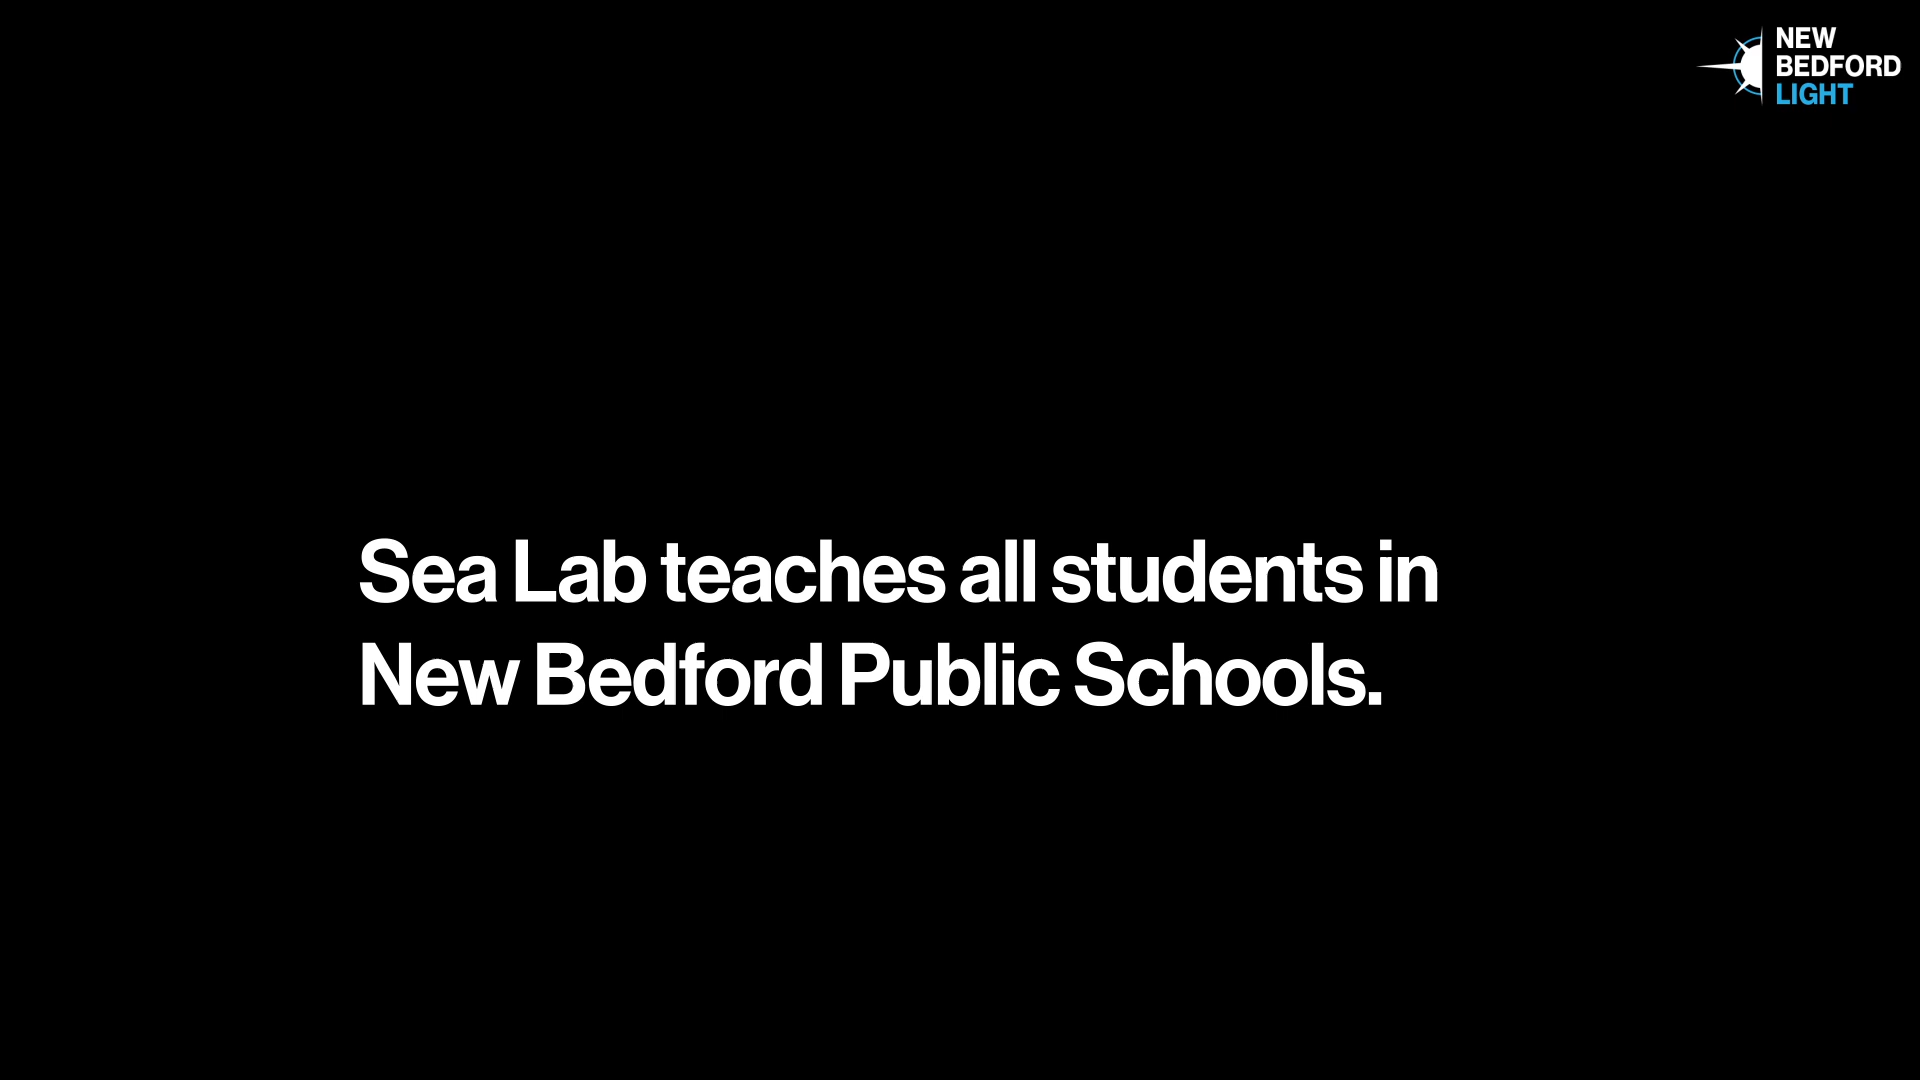 NEW
BEDFORD
LIGHT
Sea Lab teaches all students in
New Bedford Public Schools.